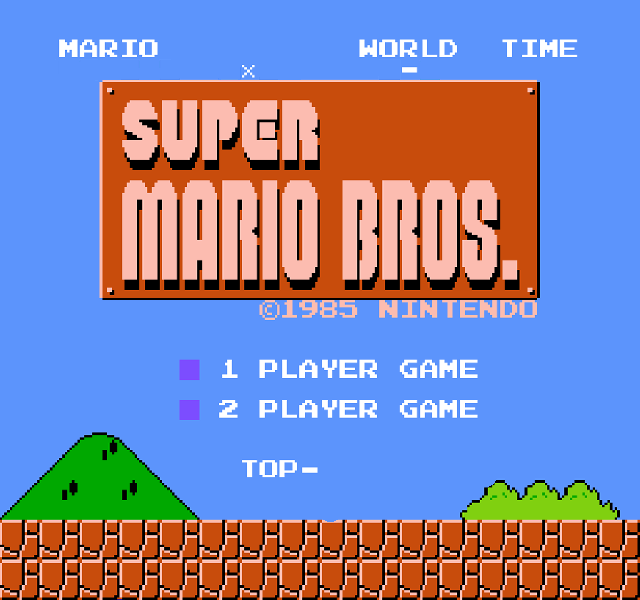 MARIO WORLD TIME
× -
SUPER
MARIO BROS.
©1985 NINTENDO
1 PLAYER GAME
2 PLAYER GAME
TOP-